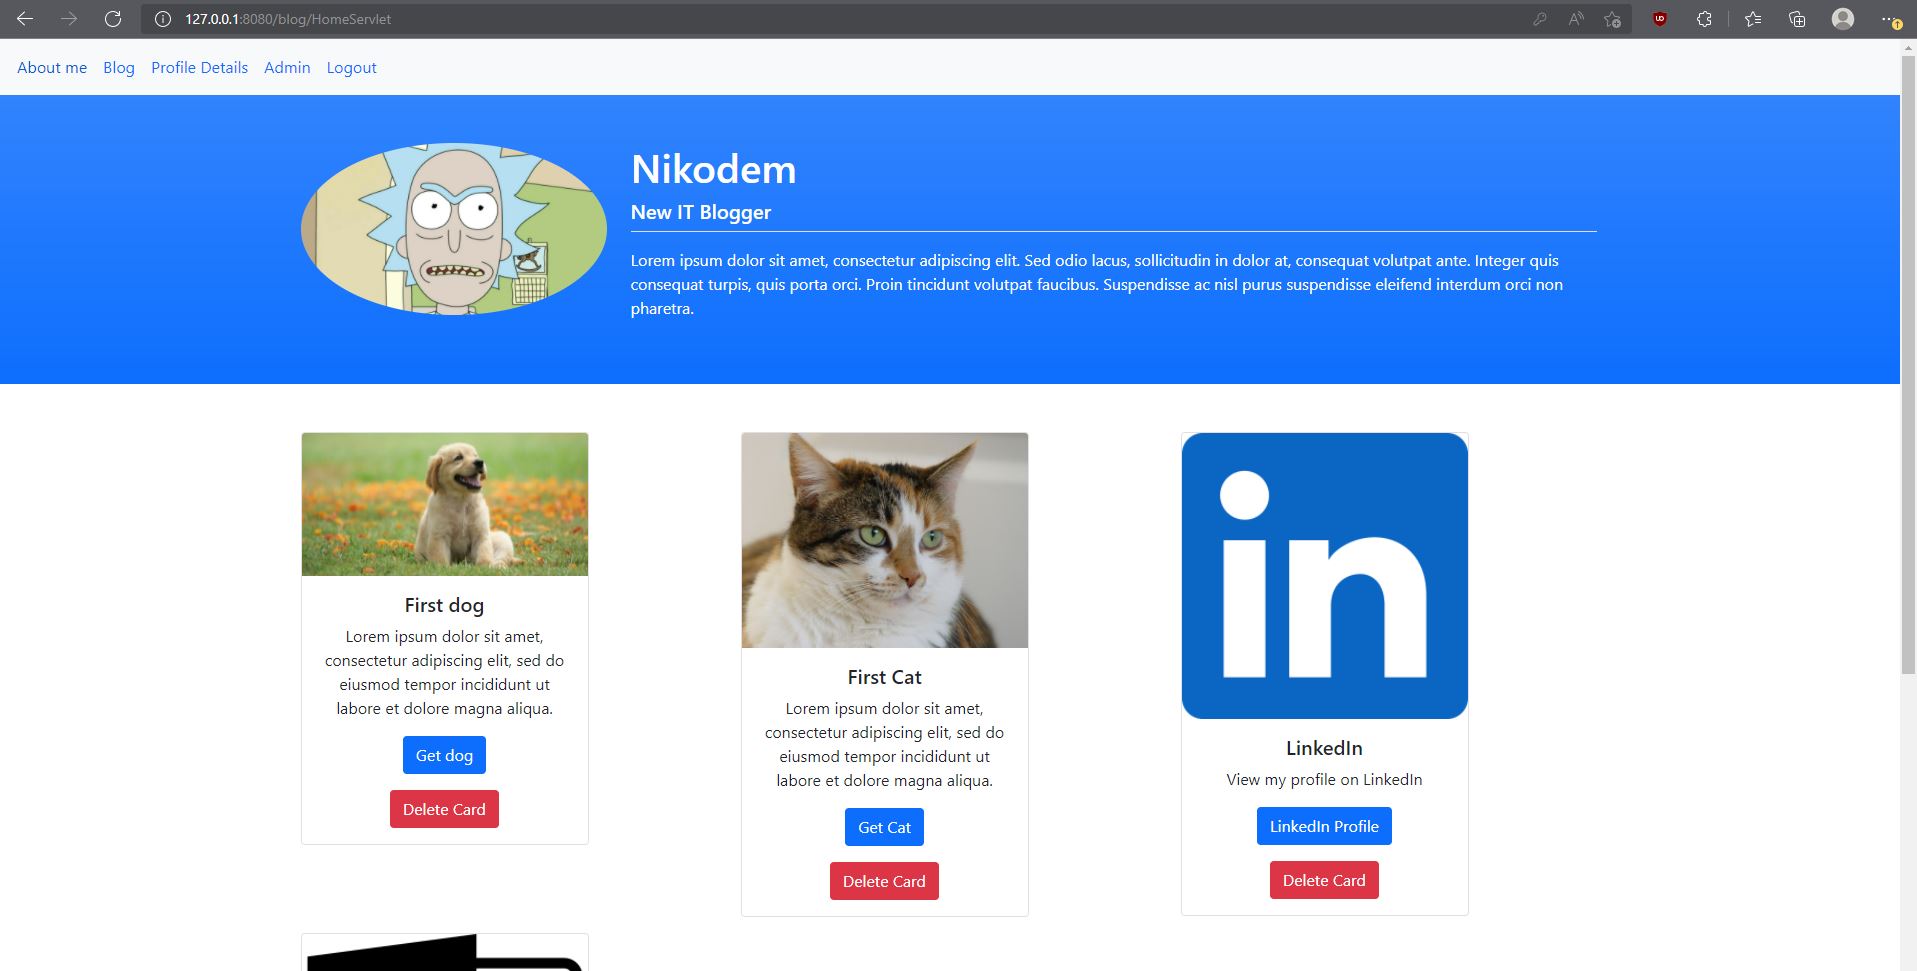 127.0.0.1:8080/blog/HomeServlet
About me Blog Profile Details Admin Logout
Nikodem
New IT Blogger
Lorem ipsum dolor sit amet, consectetur adipiscing elit. Sed odio lacus, sollicitudin in dolor at, consequat volutpat ante. Integer quis
consequat turpis, quis porta orci. Proin tincidunt volutpat faucibus. Suspendisse ac nisl purus suspendisse eleifend interdum orci non
pharetra.
First dog
Lorem ipsum dolor sit amet,
consectetur adipiscing elit, sed do
eiusmod tempor incididunt ut
labore et dolore magna aliqua.
Get dog
Delete Card
First Cat
Lorem ipsum dolor sit amet,
consectetur adipiscing elit, sed do
eiusmod tempor incididunt ut
labore et dolore magna aliqua.
Get Cat
Delete Card
in
LinkedIn
View my profile on LinkedIn
LinkedIn Profile
Delete Card